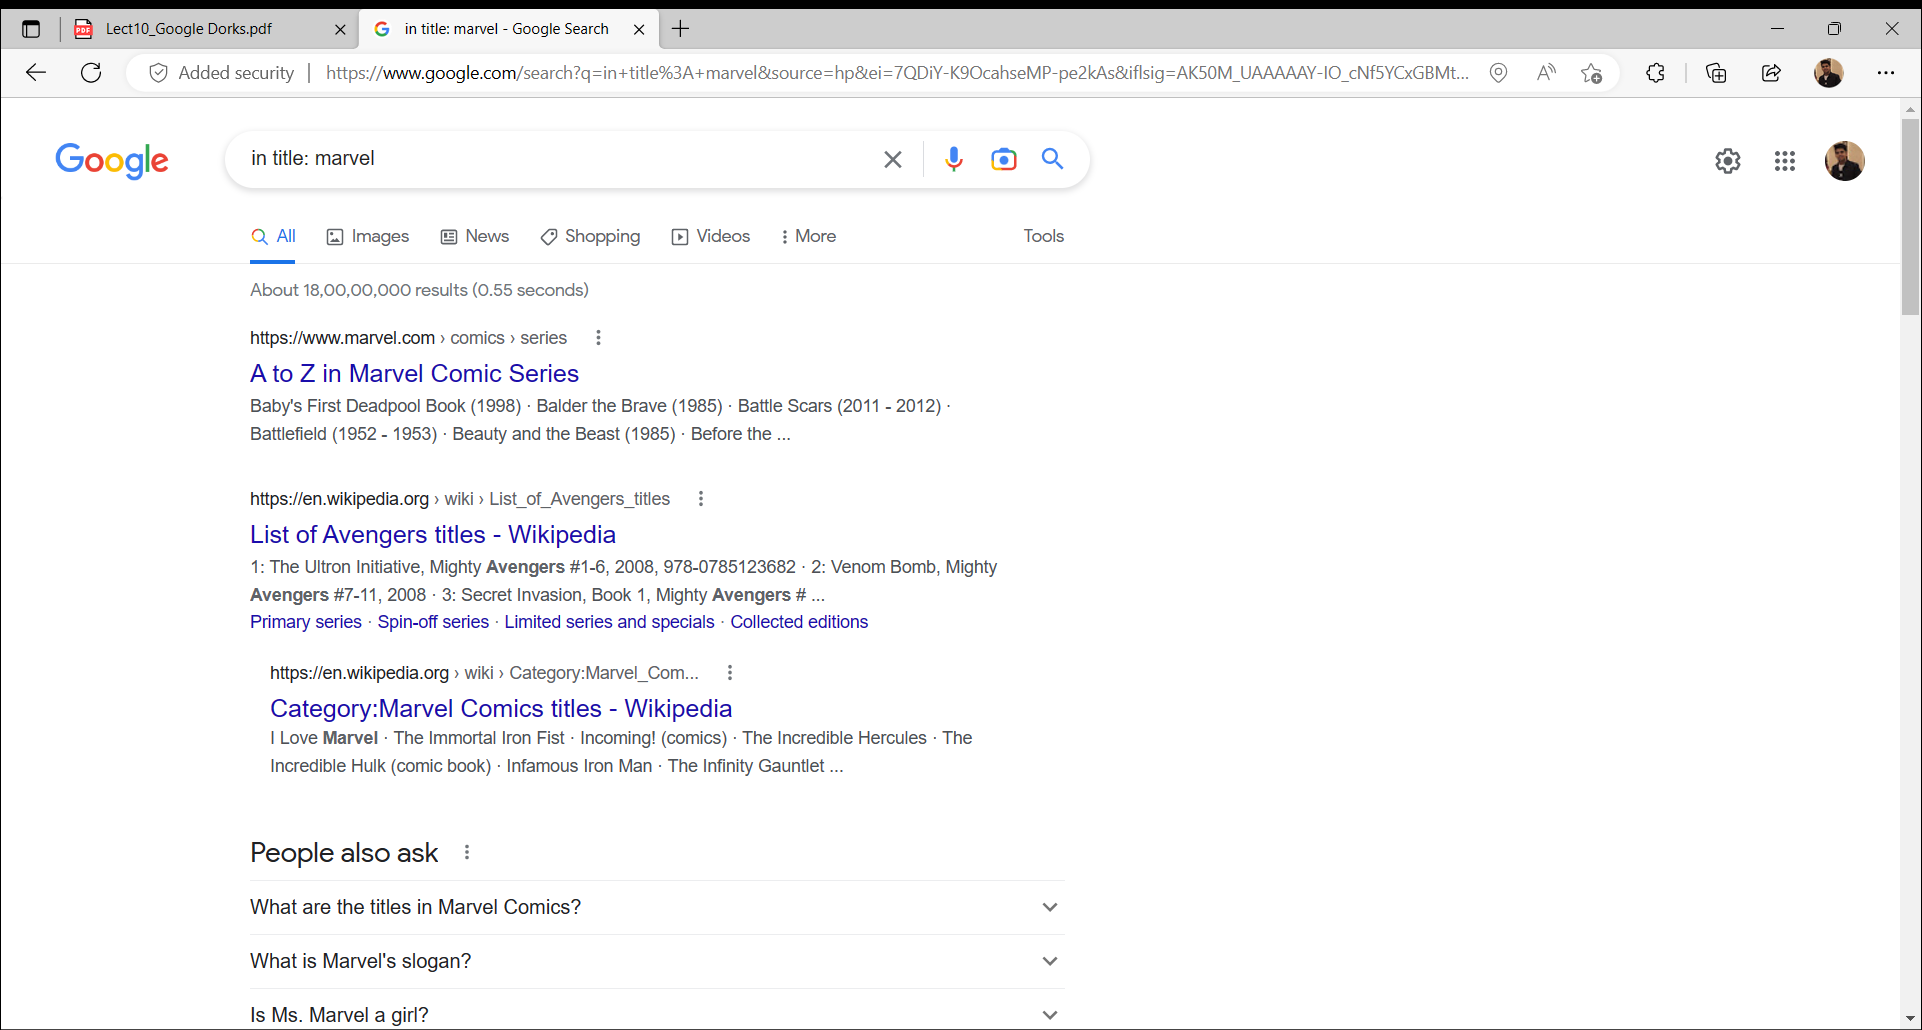 Lect10_Google Dorks.pdf
in title: marvel - Google Search
Added security
https://www.google.com/search?q=in+title%3A+marvel&source=hp&ei=7QDiY-K9OcahseMP-pe2kAs&iflsig=AK50M_UAAAAAY-IO_cNf5YCxGBMt...
Google
in title: marvel
All Images News Shopping Videos More Tools
About 18,00,00,000 results (0.55 seconds)
https://www.marvel.com › comics › series
A to Z in Marvel Comic Series
Baby's First Deadpool Book (1998) · Balder the Brave (1985) · Battle Scars (2011 - 2012) ·
Battlefield (1952 - 1953) · Beauty and the Beast (1985) · Before the ...
https://en.wikipedia.org › wiki › List_of_Avengers_titles
List of Avengers titles - Wikipedia
1: The Ultron Initiative, Mighty Avengers #1-6, 2008, 978-0785123682 · 2: Venom Bomb, Mighty
Avengers #7-11, 2008 · 3: Secret Invasion, Book 1, Mighty Avengers # ...
Primary series · Spin-off series · Limited series and specials · Collected editions
https://en.wikipedia.org › wiki › Category:Marvel_Com...
Category:Marvel Comics titles - Wikipedia
I Love Marvel · The Immortal Iron Fist · Incoming! (comics) · The Incredible Hercules · The
Incredible Hulk (comic book) · Infamous Iron Man · The Infinity Gauntlet ...
People also ask
What are the titles in Marvel Comics?
What is Marvel's slogan?
Is Ms. Marvel a girl?